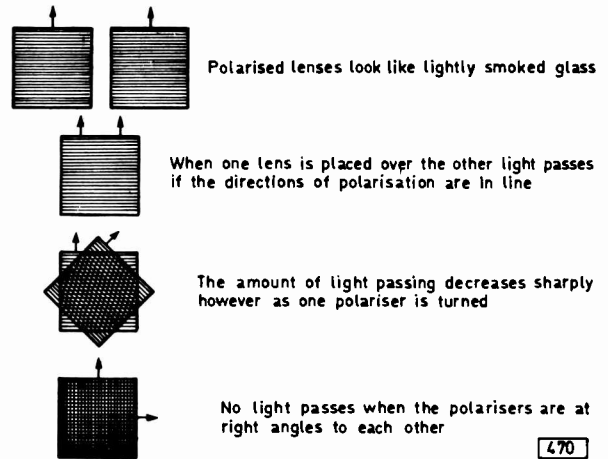 Polarised lenses look like lightly smoked glass
When one lens is placed over the other light passes
if the directions of polarisation are in line
The amount of light passing decreases sharply
however as one polariser is turned
No light passes when the polarisers are at
right angles to each other
470